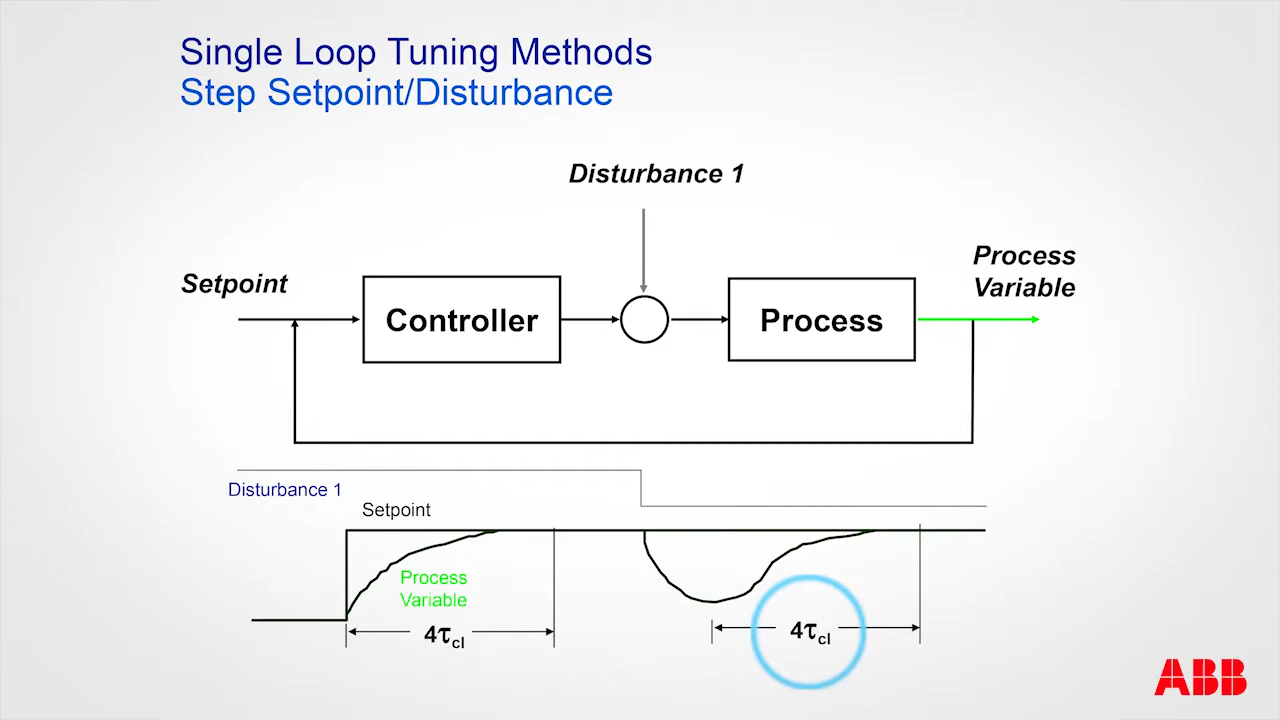 Single Loop Tuning Methods
Step Setpoint/Disturbance
Disturbance 1
Process
Variable
Setpoint
Controller
Process
Disturbance 1
Setpoint
Process
Variable
4τcl
4τcl
ABB